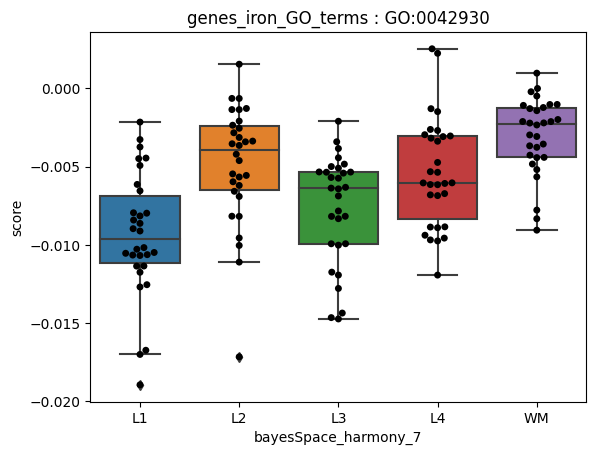 genes_iron_GO_terms : GO:0042930
0.000
−0.005
−0.010
−0.015
−0.020
score
L1 L2 L3 L4 WM
bayesSpace_harmony_7